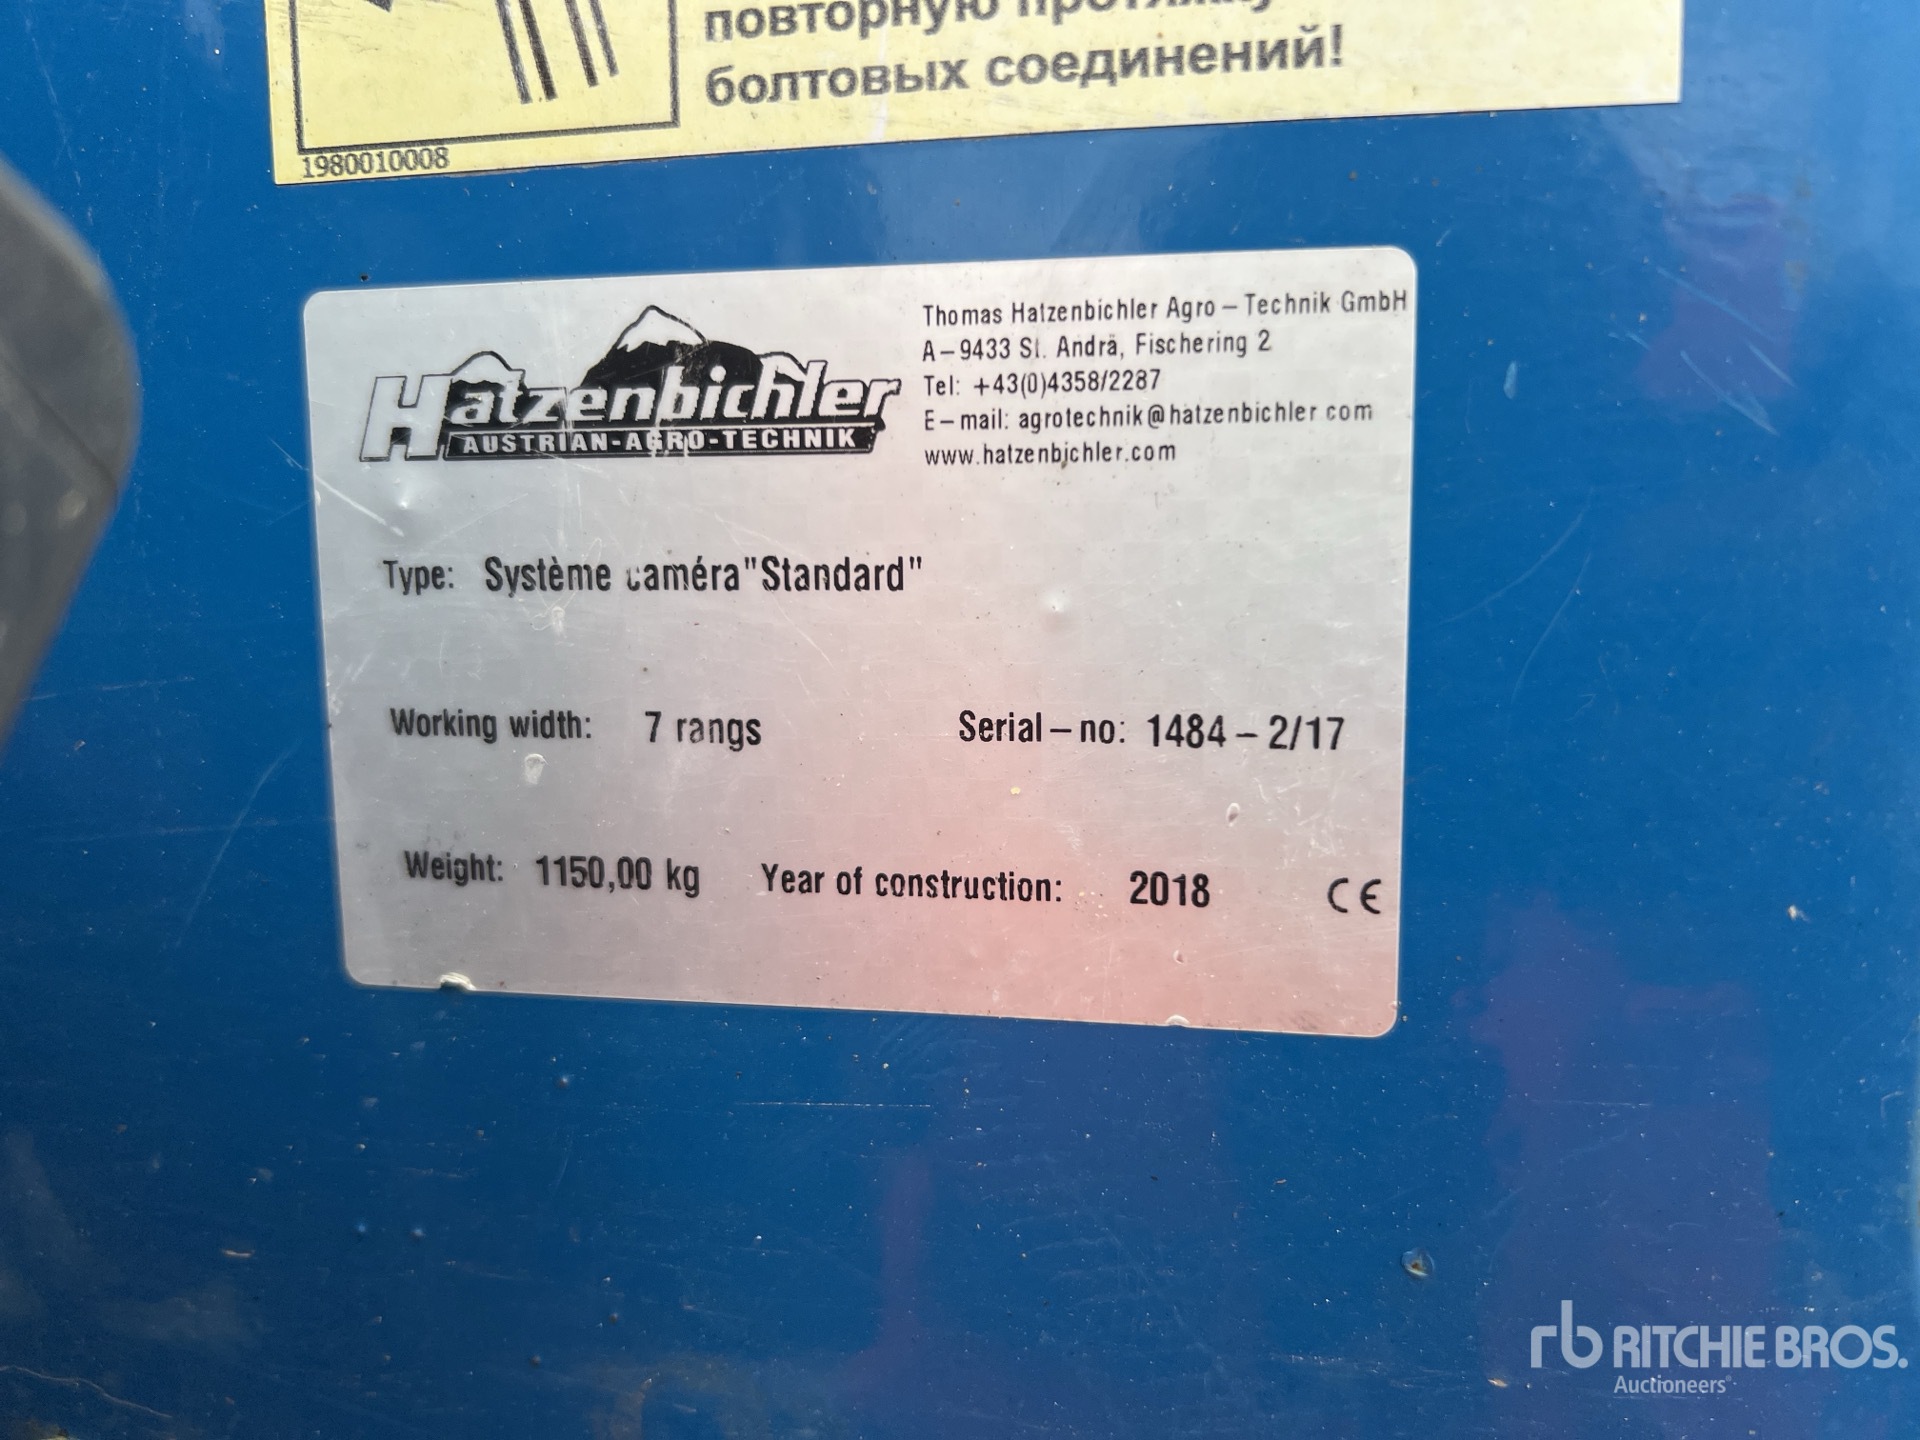 повторную протяжку
болтовых соединений!
1980010008
Hatzenbichler
AUSTRIAN-AGRO-TECHNIK
Thomas Hatzenbichler Agro – Technik GmbH
A – 9433 St. Andrä, Fischering 2
Tel: +43(0)4358/2287
E – mail: agrotechnik@hatzenbichler.com
www.hatzenbichler.com
Type: Système caméra "Standard"
Working width: 7 rangs Serial – no: 1484 – 2/17
Weight: 1150,00 kg Year of construction: 2018 CE
rb RITCHIE BROS.
Auctioneers